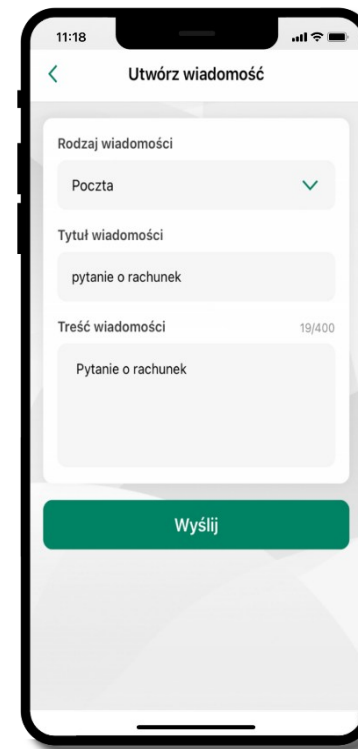 11:18
Utwórz wiadomość
Rodzaj wiadomości
Poczta
Tytuł wiadomości
pytanie o rachunek
Treść wiadomości 19/400
Pytanie o rachunek
Wyślij